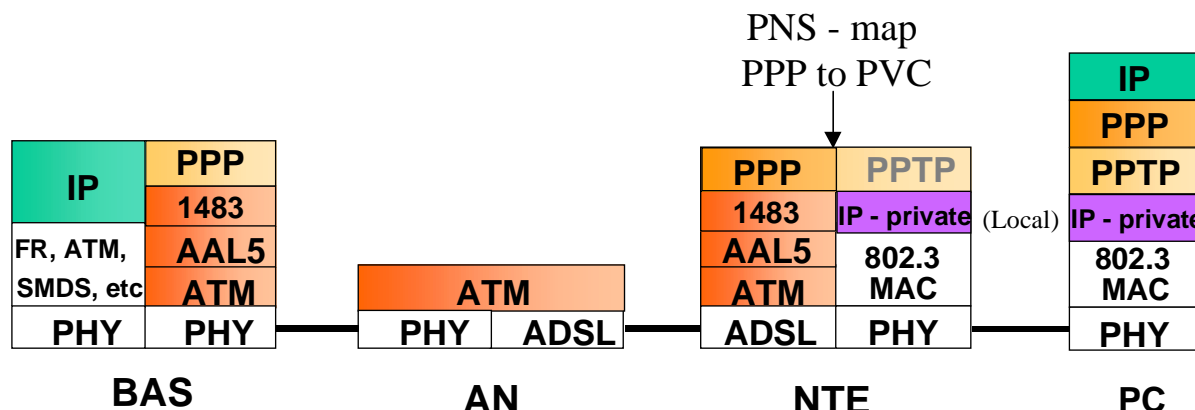 PNS - map
PPP to PVC
IP
FR, ATM,
SMDS, etc
PHY
PPP
1483
AAL5
ATM
PHY
BAS
ATM
PHY
ADSL
AN
PPP
1483
AAL5
ATM
ADSL
PPTP
IP - private
802.3
MAC
PHY
NTE
(Local)
IP
PPP
PPTP
IP - private
802.3
MAC
PHY
PC